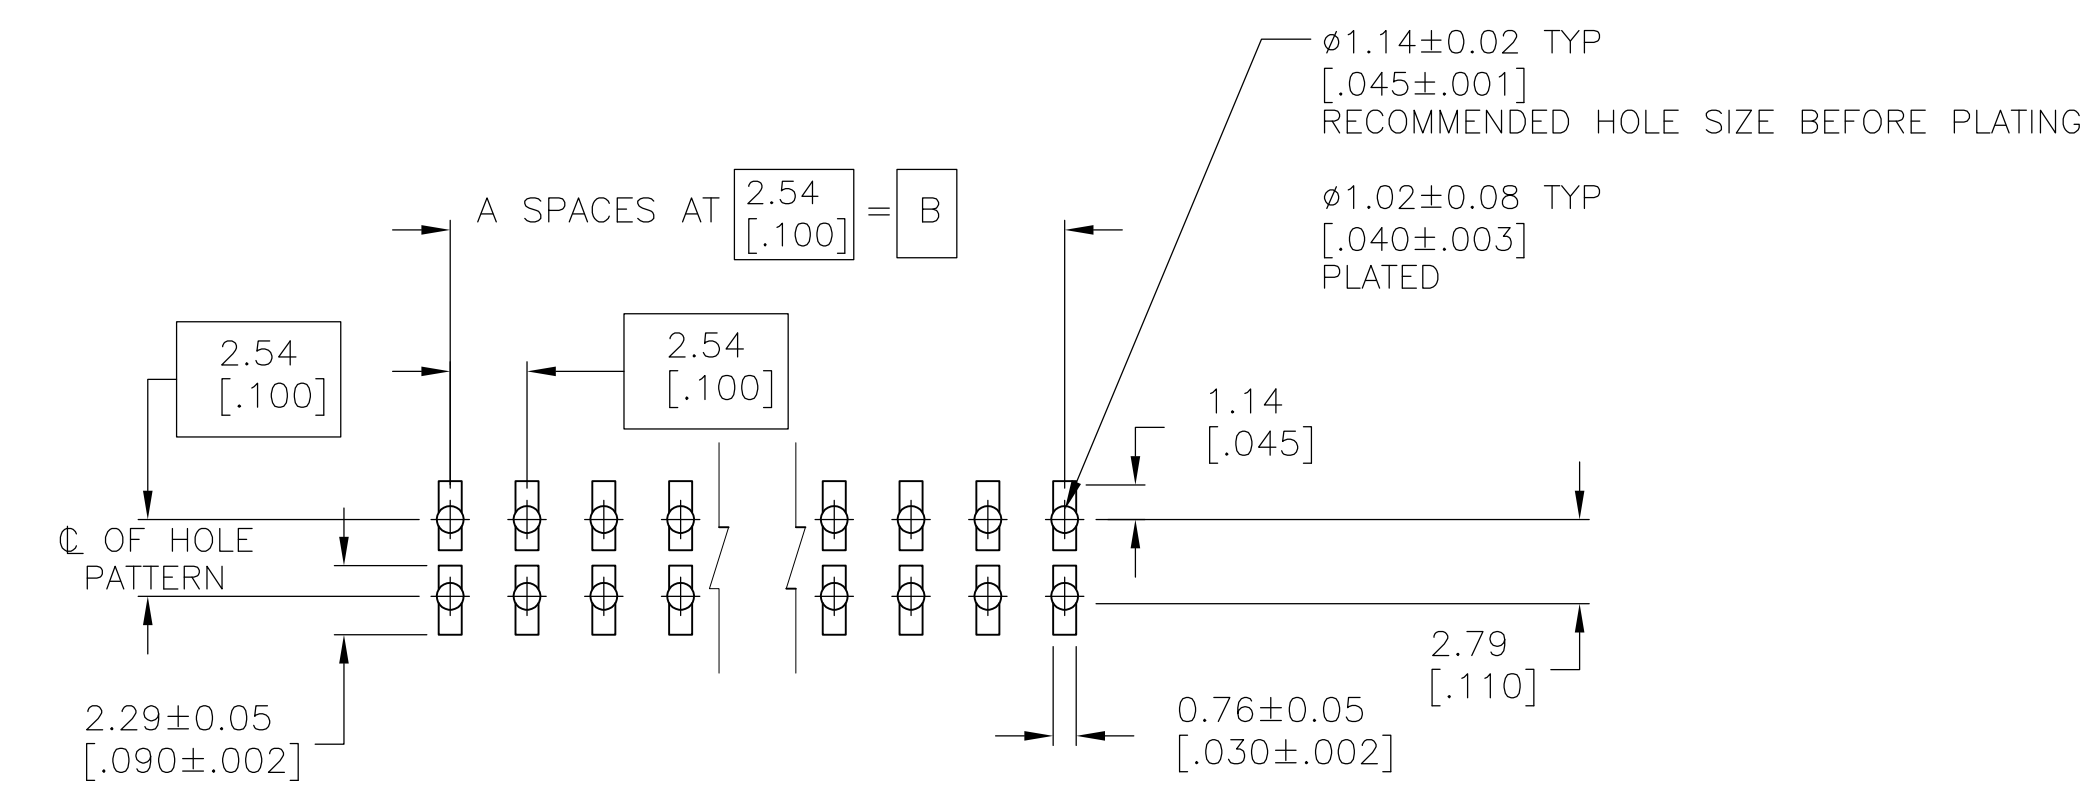 ⌀1.14±0.02 TYP
[.045±.001]
RECOMMENDED HOLE SIZE BEFORE PLATING
⌀1.02±0.08 TYP
[.040±.003]
PLATED
A SPACES AT 2.54 [.100] = B
2.54
[.100]
2.54
[.100]
1.14
[.045]
℄ OF HOLE
PATTERN
2.79
[.110]
2.29±0.05
[.090±.002]
0.76±0.05
[.030±.002]